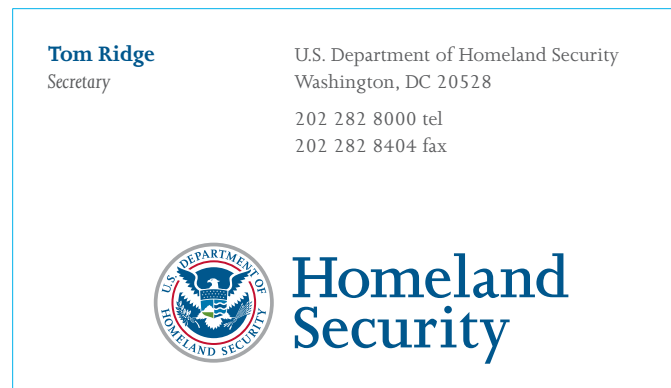 Tom Ridge
Secretary
U.S. Department of Homeland Security
Washington, DC 20528
202 282 8000 tel
202 282 8404 fax
U.S. DEPARTMENT OF
HOMELAND SECURITY
Homeland
Security